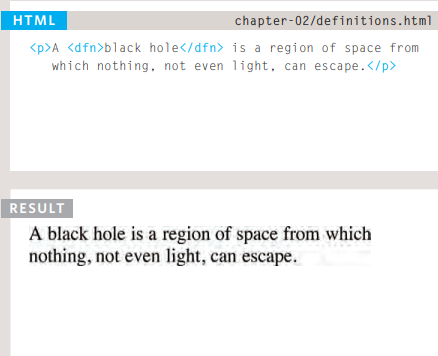 HTML
chapter-02/definitions.html
<p>A <dfn>black hole</dfn> is a region of space from
which nothing, not even light, can escape.</p>
RESULT
A black hole is a region of space from which
nothing, not even light, can escape.